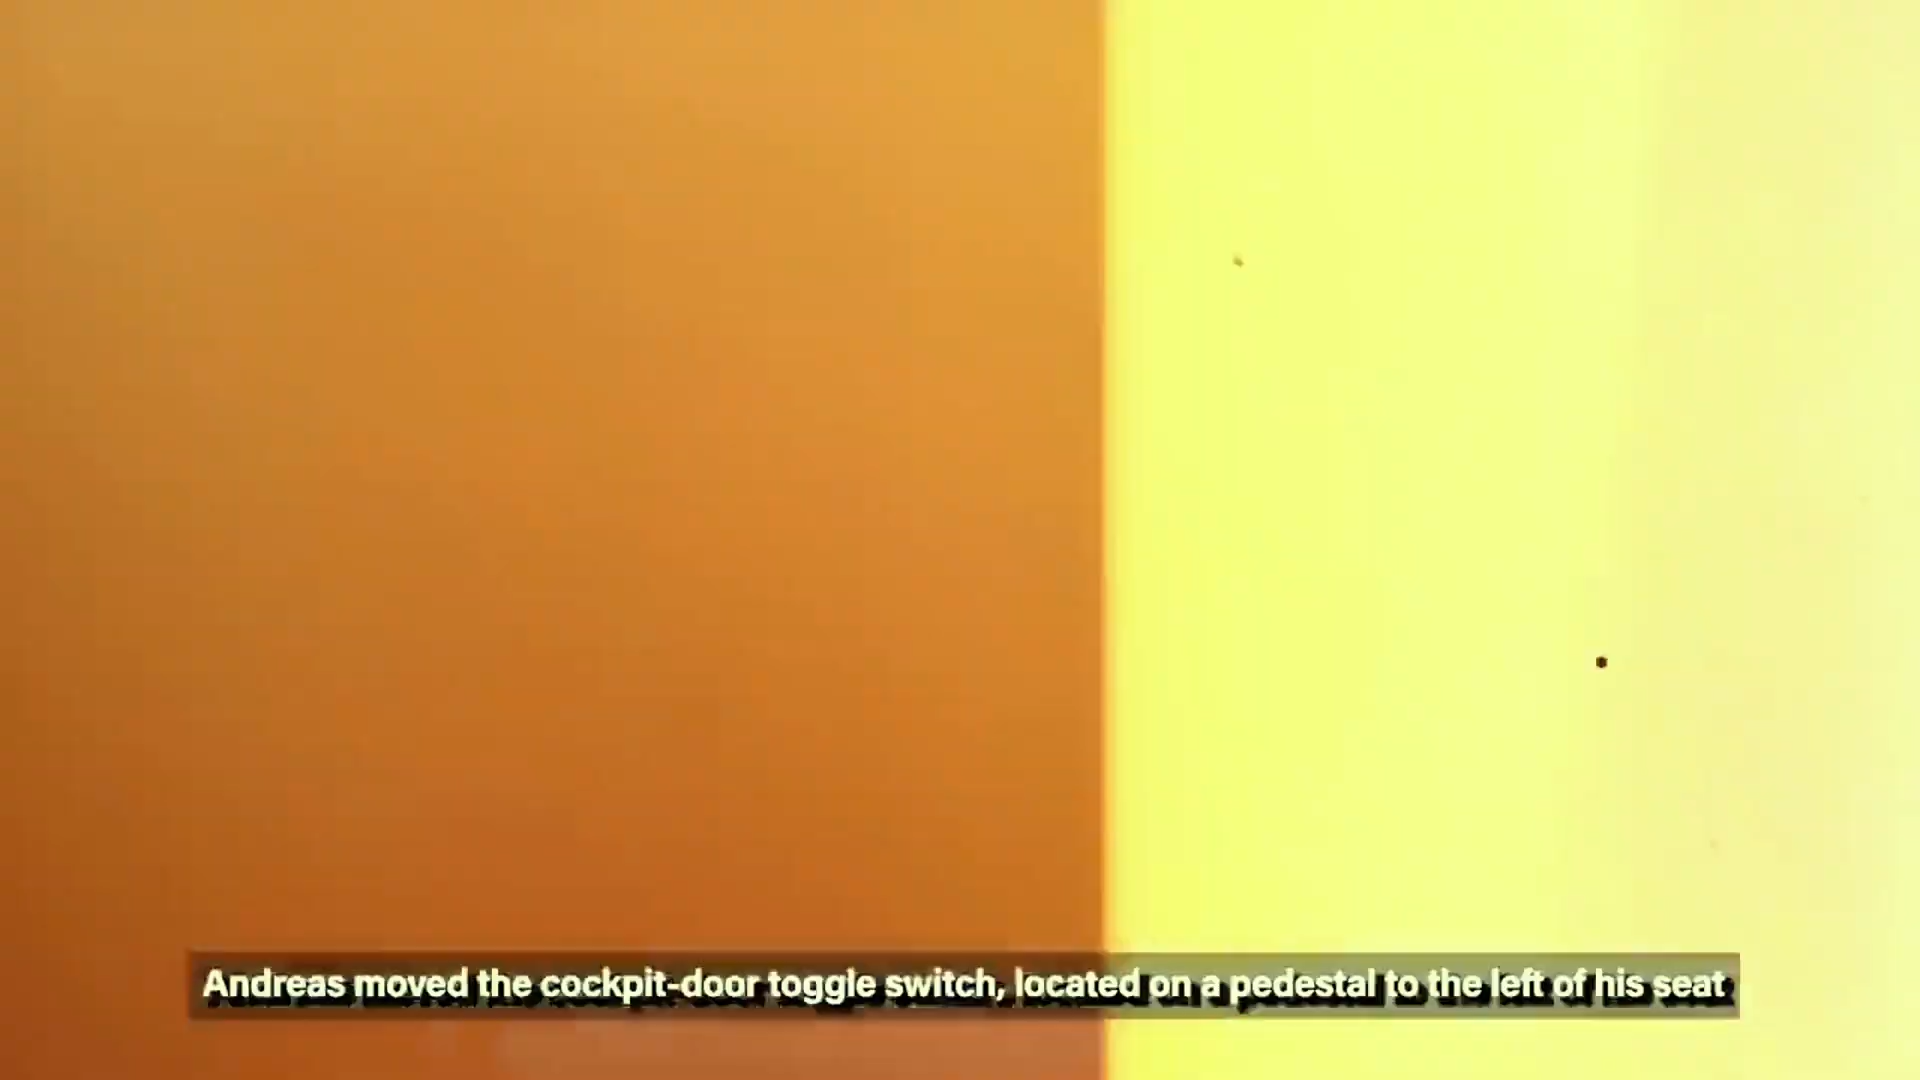 Andreas moved the cockpit-door toggle switch, located on a pedestal to the left of his seat